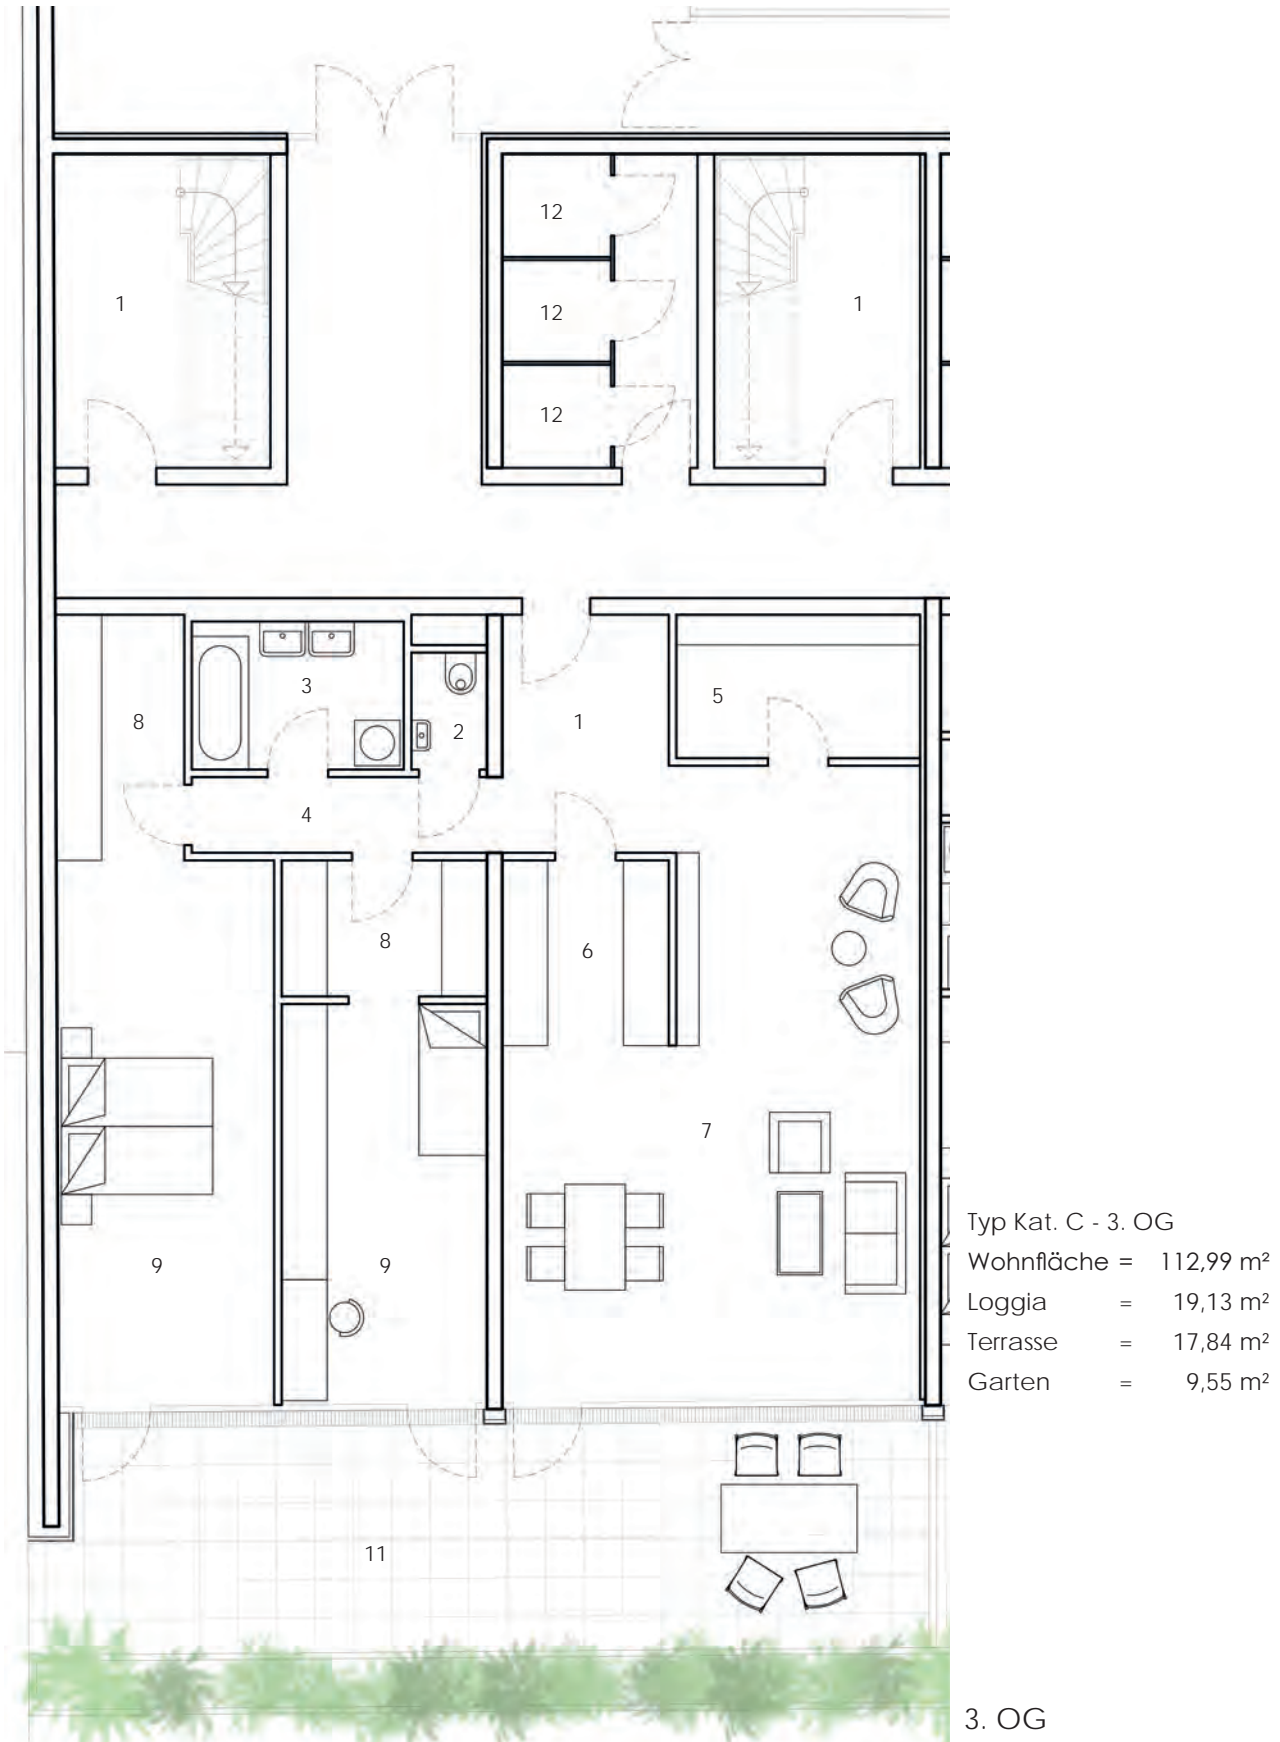 12
1
12
1
12
3
5
8
1
2
4
8
6
7
9
9
11
Typ Kat. C - 3. OG
Wohnfläche = 112,99 m²
Loggia = 19,13 m²
Terrasse = 17,84 m²
Garten = 9,55 m²
3. OG